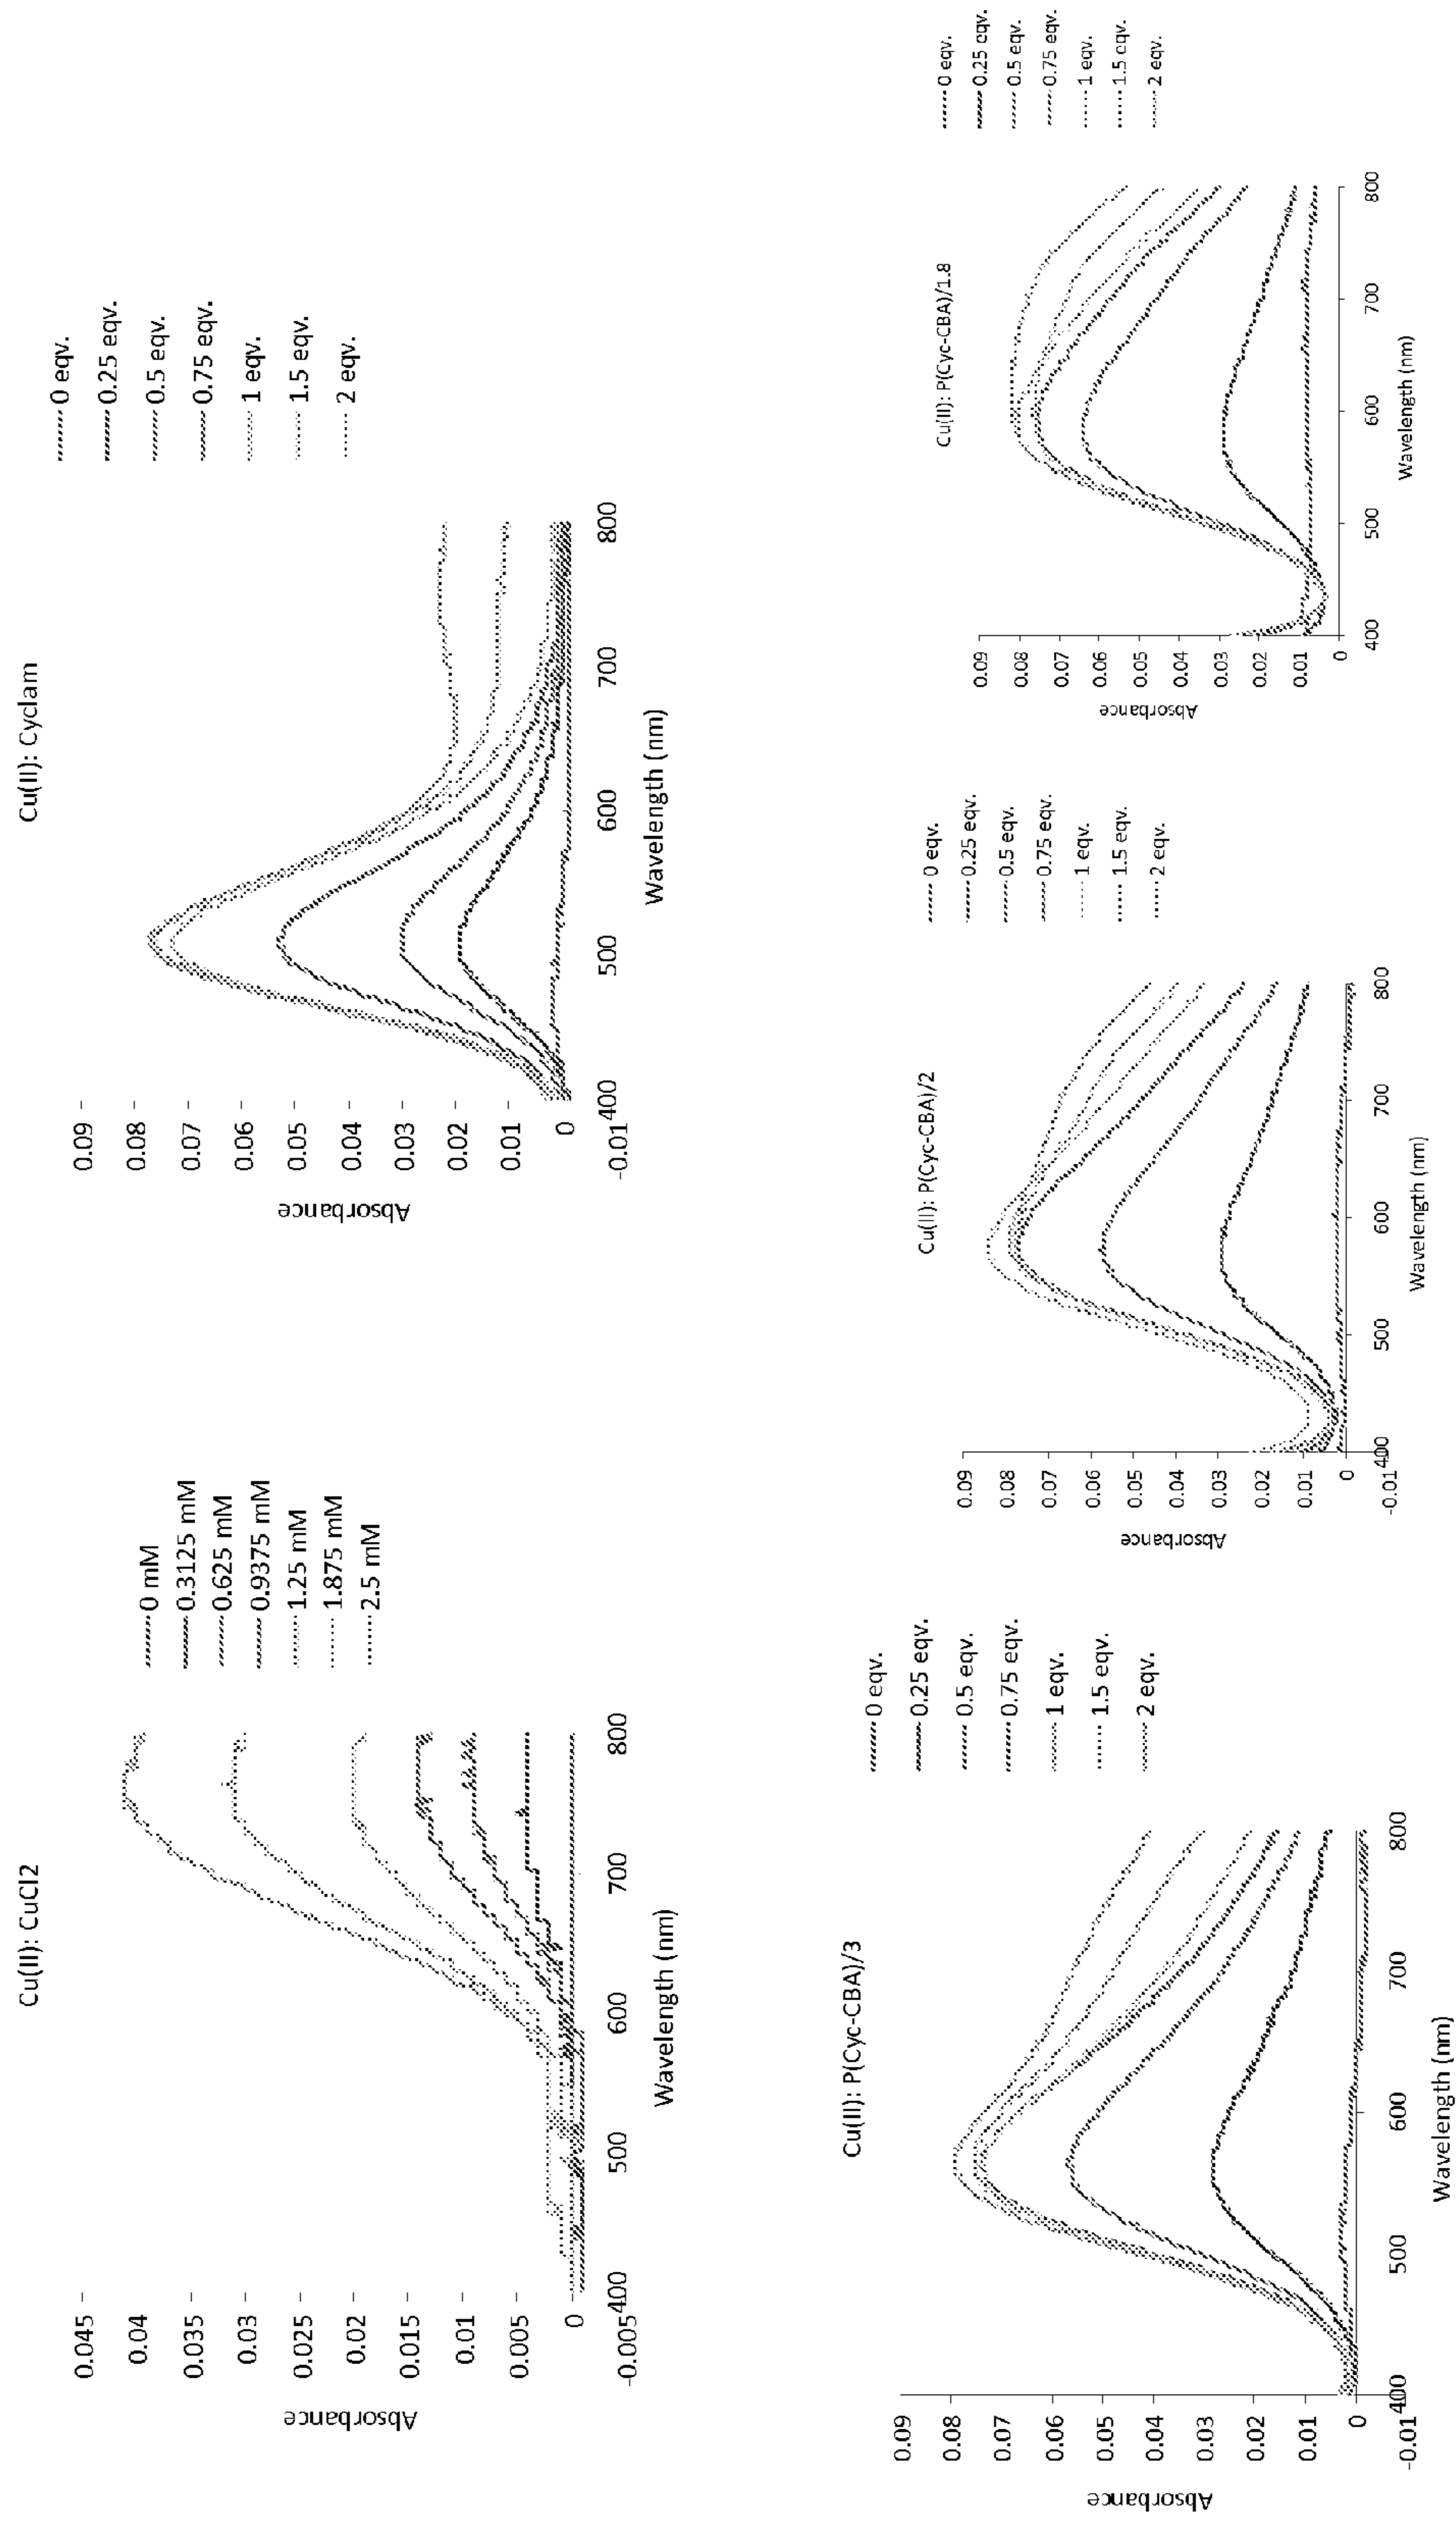 Cu(II): CuCl2
0.045
0.04
0.035
0.03
0.025
0.02
0.015
0.01
0.005
0
-0.005
Absorbance
400
500
600
700
800
Wavelength (nm)
0 mM
0.3125 mM
0.625 mM
0.9375 mM
1.25 mM
1.875 mM
2.5 mM
Cu(II): Cyclam
0.09
0.08
0.07
0.06
0.05
0.04
0.03
0.02
0.01
0
-0.01
Absorbance
400
500
600
700
800
Wavelength (nm)
0 eqv.
0.25 eqv.
0.5 eqv.
0.75 eqv.
1 eqv.
1.5 eqv.
2 eqv.
Cu(II): P(Cyc-CBA)/3
0.09
0.08
0.07
0.06
0.05
0.04
0.03
0.02
0.01
0
-0.01
Absorbance
400
500
600
700
800
Wavelength (nm)
0 eqv.
0.25 eqv.
0.5 eqv.
0.75 eqv.
1 eqv.
1.5 eqv.
2 eqv.
Cu(II): P(Cyc-CBA)/2
0.09
0.08
0.07
0.06
0.05
0.04
0.03
0.02
0.01
0
-0.01
Absorbance
400
500
600
700
800
Wavelength (nm)
0 eqv.
0.25 eqv.
0.5 eqv.
0.75 eqv.
1 eqv.
1.5 eqv.
2 eqv.
Cu(II): P(Cyc-CBA)/1.8
0.09
0.08
0.07
0.06
0.05
0.04
0.03
0.02
0.01
0
Absorbance
400
500
600
700
800
Wavelength (nm)
0 eqv.
0.25 eqv.
0.5 eqv.
0.75 eqv.
1 eqv.
1.5 eqv.
2 eqv.